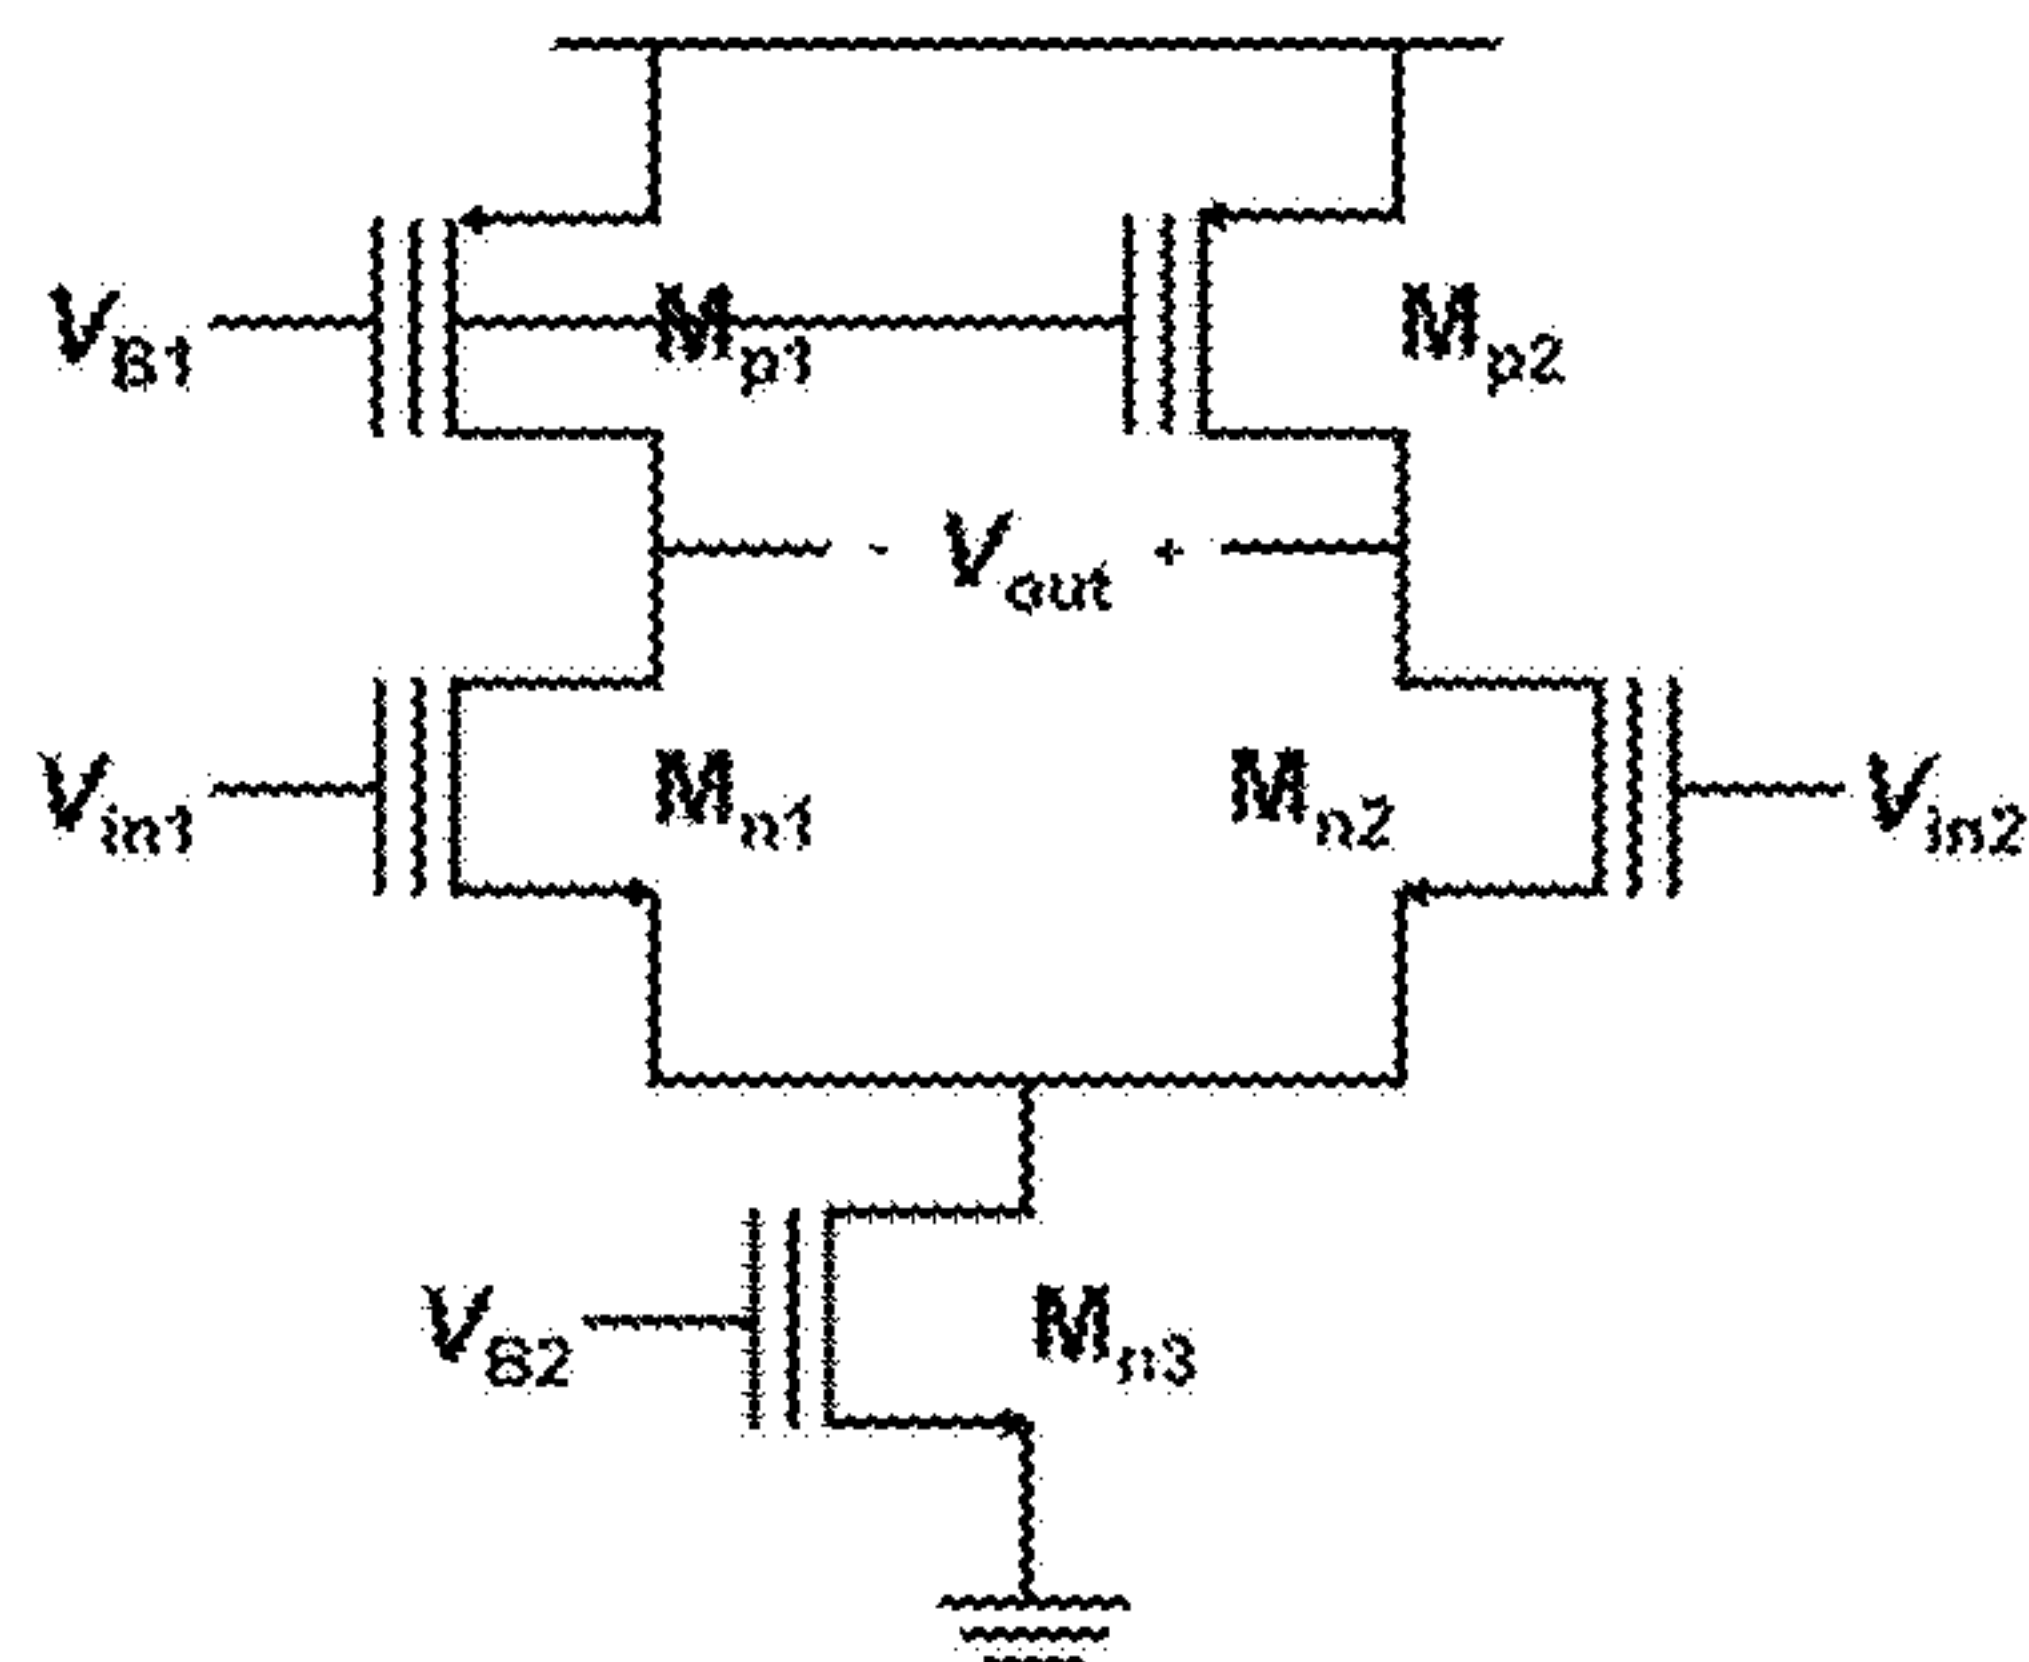 V_B1
M_p1
M_p2
- V_out +
V_in1
M_n1
M_n2
V_in2
V_B2
M_n3